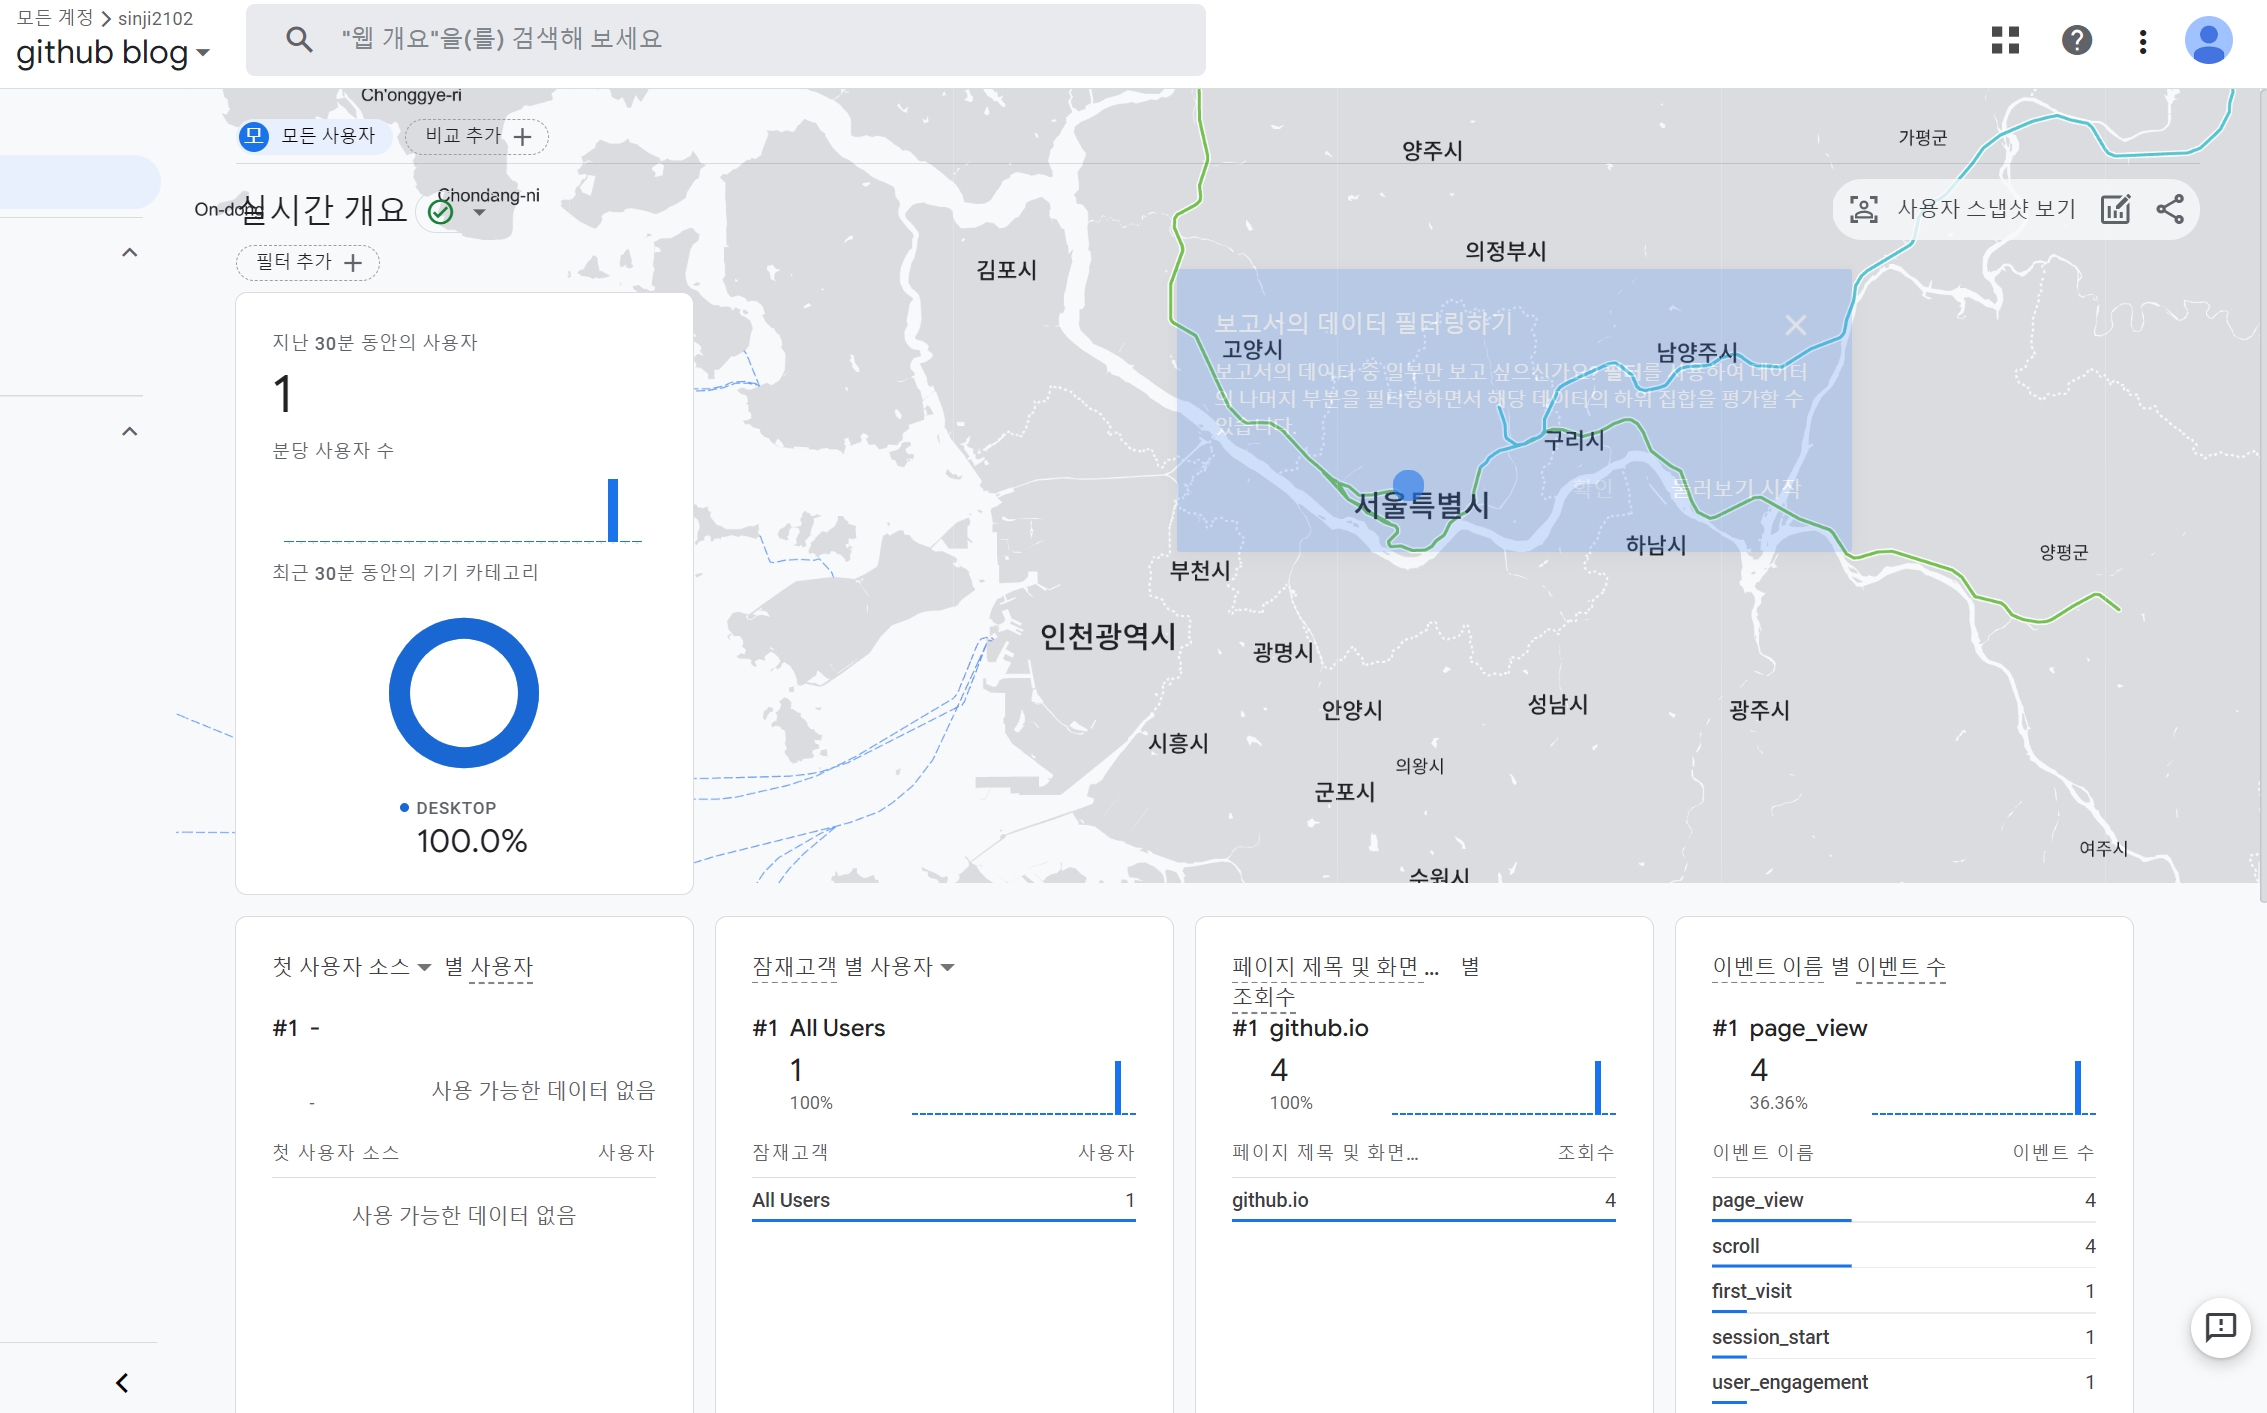 모든 계정 > sinji2102
github blog
"웹 개요"을(를) 검색해 보세요
Ch'onggye-ri
모 모든 사용자
비교 추가 +
양주시
가평군
On-dong
실시간 개요
Chondang-ni
사용자 스냅샷 보기
필터 추가 +
김포시
의정부시
지난 30분 동안의 사용자
1
분당 사용자 수
최근 30분 동안의 기기 카테고리
DESKTOP
100.0%
보고서의 데이터 필터링하기
고양시
남양주시
보고서의 데이터 중 일부만 보고 싶으신가요? 필터를 사용하여 데이터
의 나머지 부분을 필터링하면서 해당 데이터의 하위 집합을 평가할 수
있습니다.
구리시
확인
둘러보기 시작
서울특별시
하남시
양평군
부천시
인천광역시
광명시
안양시
성남시
광주시
시흥시
의왕시
군포시
여주시
수원시
첫 사용자 소스 별 사용자
#1 -
-
사용 가능한 데이터 없음
첫 사용자 소스 사용자
사용 가능한 데이터 없음
잠재고객 별 사용자
#1 All Users
1
100%
잠재고객 사용자
All Users 1
페이지 제목 및 화면 ... 별
조회수
#1 github.io
4
100%
페이지 제목 및 화면... 조회수
github.io 4
이벤트 이름 별 이벤트 수
#1 page_view
4
36.36%
이벤트 이름 이벤트 수
page_view 4
scroll 4
first_visit 1
session_start 1
user_engagement 1